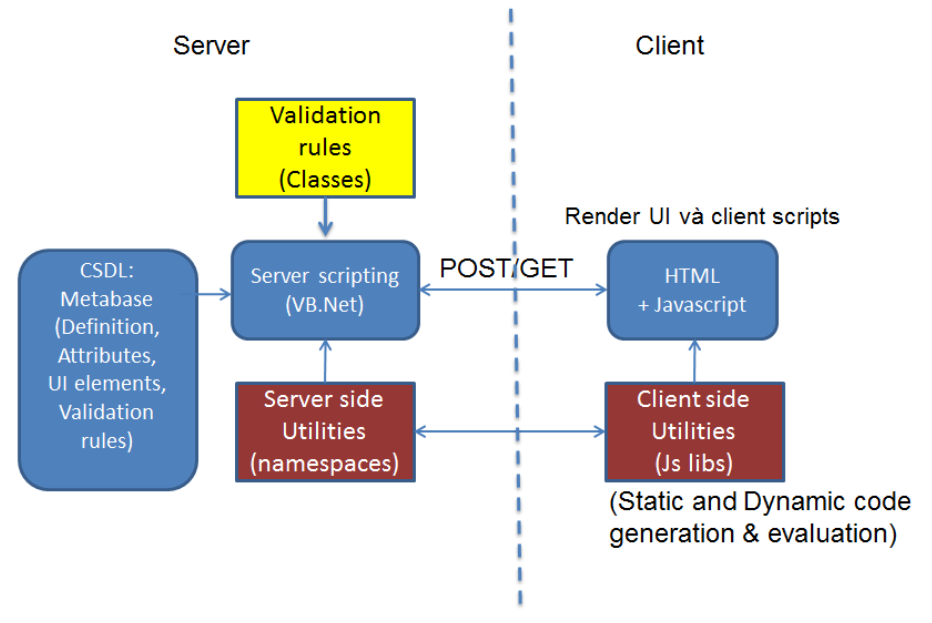 Server
Client
Validation
rules
(Classes)
Render UI và client scripts
CSDL:
Metabase
(Definition,
Attributes,
UI elements,
Validation
rules)
Server scripting
(VB.Net)
POST/GET
HTML
+ Javascript
Server side
Utilities
(namespaces)
Client side
Utilities
(Js libs)
(Static and Dynamic code
generation & evaluation)